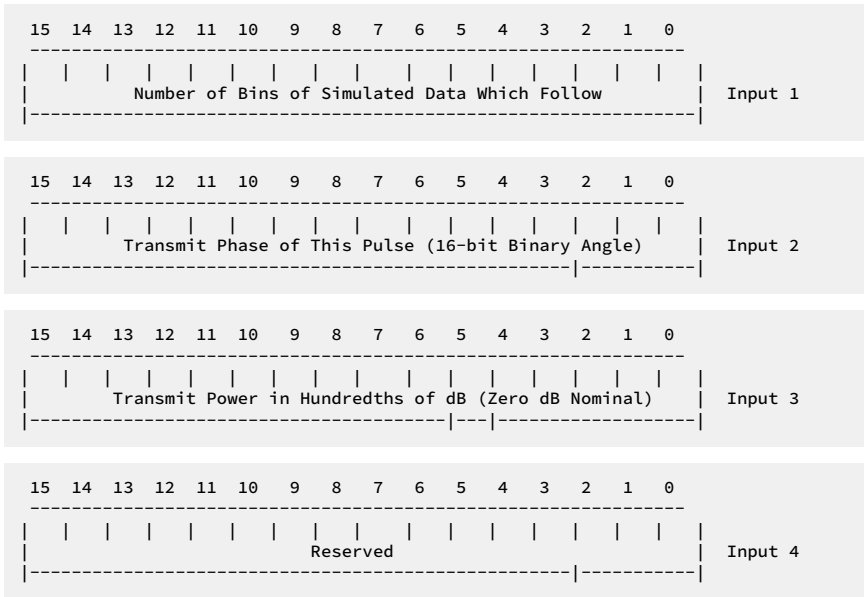 15 14 13 12 11 10 9 8 7 6 5 4 3 2 1 0
-----------------------------------------------------------------
| | | | | | | | | | | | | | | | |
| Number of Bins of Simulated Data Which Follow | Input 1
|----------------------------------------------------------------|
15 14 13 12 11 10 9 8 7 6 5 4 3 2 1 0
-----------------------------------------------------------------
| | | | | | | | | | | | | | | | |
| Transmit Phase of This Pulse (16-bit Binary Angle) | Input 2
|----------------------------------------------------|-----------|
15 14 13 12 11 10 9 8 7 6 5 4 3 2 1 0
-----------------------------------------------------------------
| | | | | | | | | | | | | | | | |
| Transmit Power in Hundredths of dB (Zero dB Nominal) | Input 3
|----------------------------------------|---|-------------------|
15 14 13 12 11 10 9 8 7 6 5 4 3 2 1 0
-----------------------------------------------------------------
| | | | | | | | | | | | | | | | |
| Reserved | Input 4
|----------------------------------------------------|-----------|